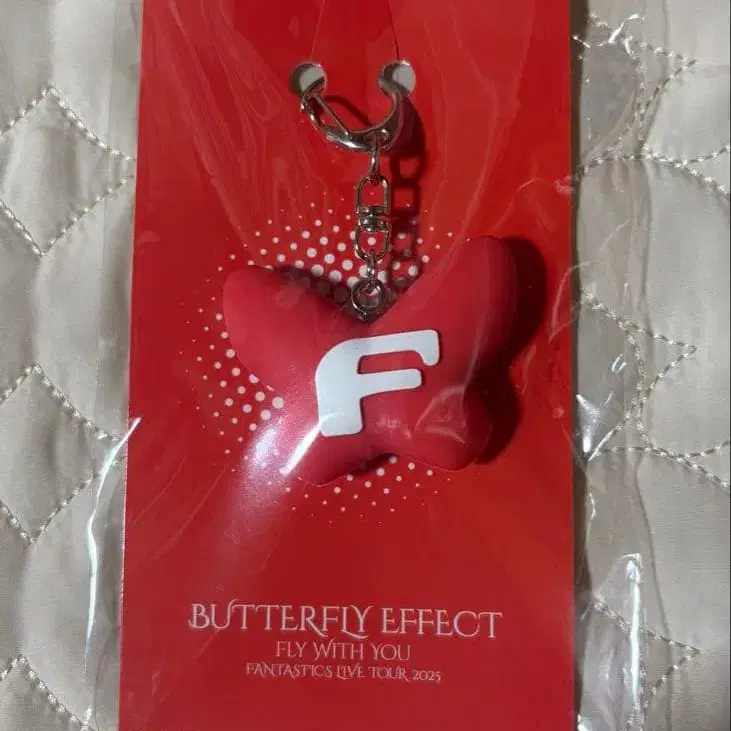 F
BUTTERFLY EFFECT
FLY WITH YOU
FANTASTICS LIVE TOUR 2025